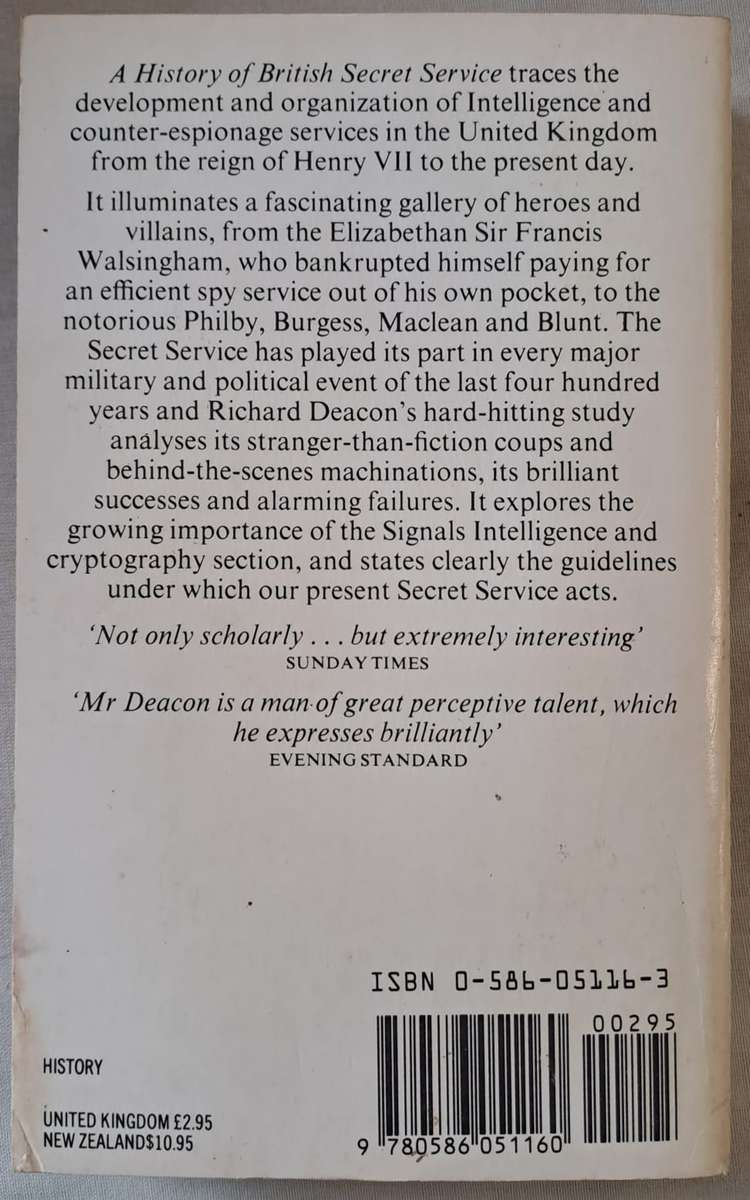 A History of British Secret Service traces the
development and organization of Intelligence and
counter-espionage services in the United Kingdom
from the reign of Henry VII to the present day.
It illuminates a fascinating gallery of heroes and
villains, from the Elizabethan Sir Francis
Walsingham, who bankrupted himself paying for
an efficient spy service out of his own pocket, to the
notorious Philby, Burgess, Maclean and Blunt. The
Secret Service has played its part in every major
military and political event of the last four hundred
years and Richard Deacon's hard-hitting study
analyses its stranger-than-fiction coups and
behind-the-scenes machinations, its brilliant
successes and alarming failures. It explores the
growing importance of the Signals Intelligence and
cryptography section, and states clearly the guidelines
under which our present Secret Service acts.
'Not only scholarly . . . but extremely interesting'
SUNDAY TIMES
'Mr Deacon is a man of great perceptive talent, which
he expresses brilliantly'
EVENING STANDARD
ISBN 0-586-05116-3
00295
HISTORY
UNITED KINGDOM £2.95
NEW ZEALAND $10.95
9 780586 051160